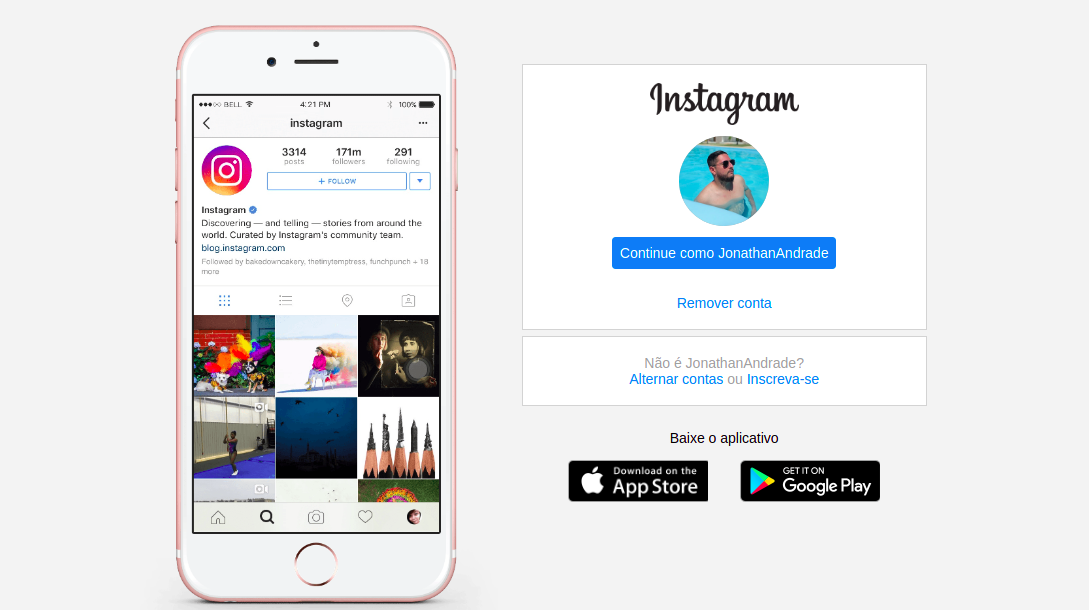 BELL
4:21 PM
100%
instagram
3314
171m
291
posts
followers
following
+ FOLLOW
Instagram
Discovering — and telling — stories from around the
world. Curated by Instagram's community team.
blog.instagram.com
Followed by bakedowncakery, thetinytemptress, funchpunch + 18
more
Instagram
Continue como JonathanAndrade
Remover conta
Não é JonathanAndrade?
Alternar contas ou Inscreva-se
Baixe o aplicativo
Download on the
App Store
GET IT ON
Google Play